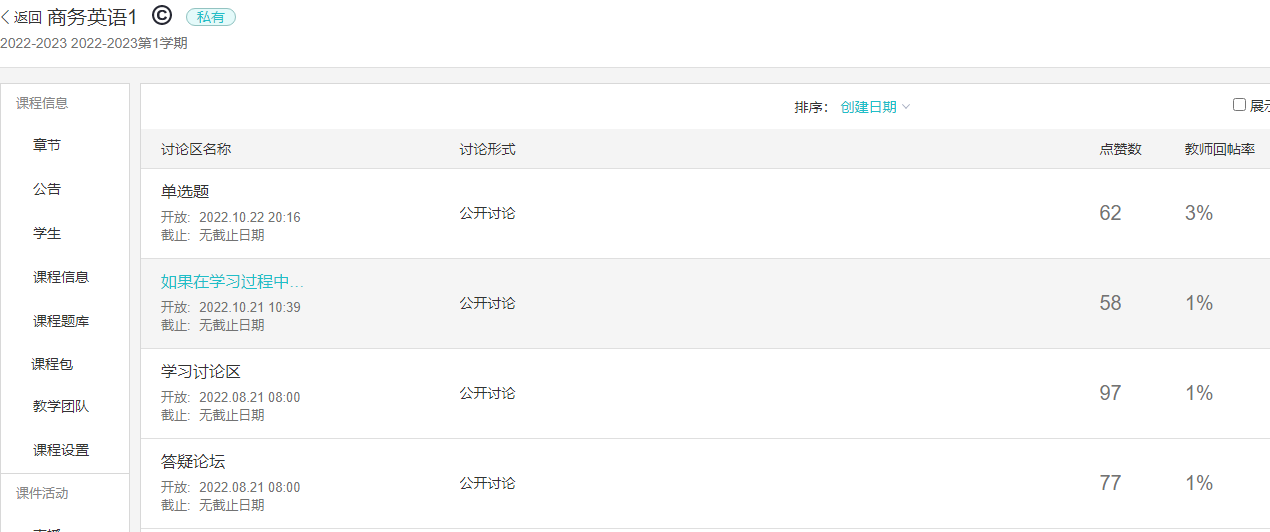 返回 商务英语1 © 私有
2022-2023 2022-2023第1学期
课程信息
章节
公告
学生
课程信息
课程题库
课程包
教学团队
课程设置
课件活动
排序： 创建日期
展示
讨论区名称 讨论形式 点赞数 教师回帖率
单选题
开放: 2022.10.22 20:16
截止: 无截止日期
公开讨论 62 3%
如果在学习过程中...
开放: 2022.10.21 10:39
截止: 无截止日期
公开讨论 58 1%
学习讨论区
开放: 2022.08.21 08:00
截止: 无截止日期
公开讨论 97 1%
答疑论坛
开放: 2022.08.21 08:00
截止: 无截止日期
公开讨论 77 1%